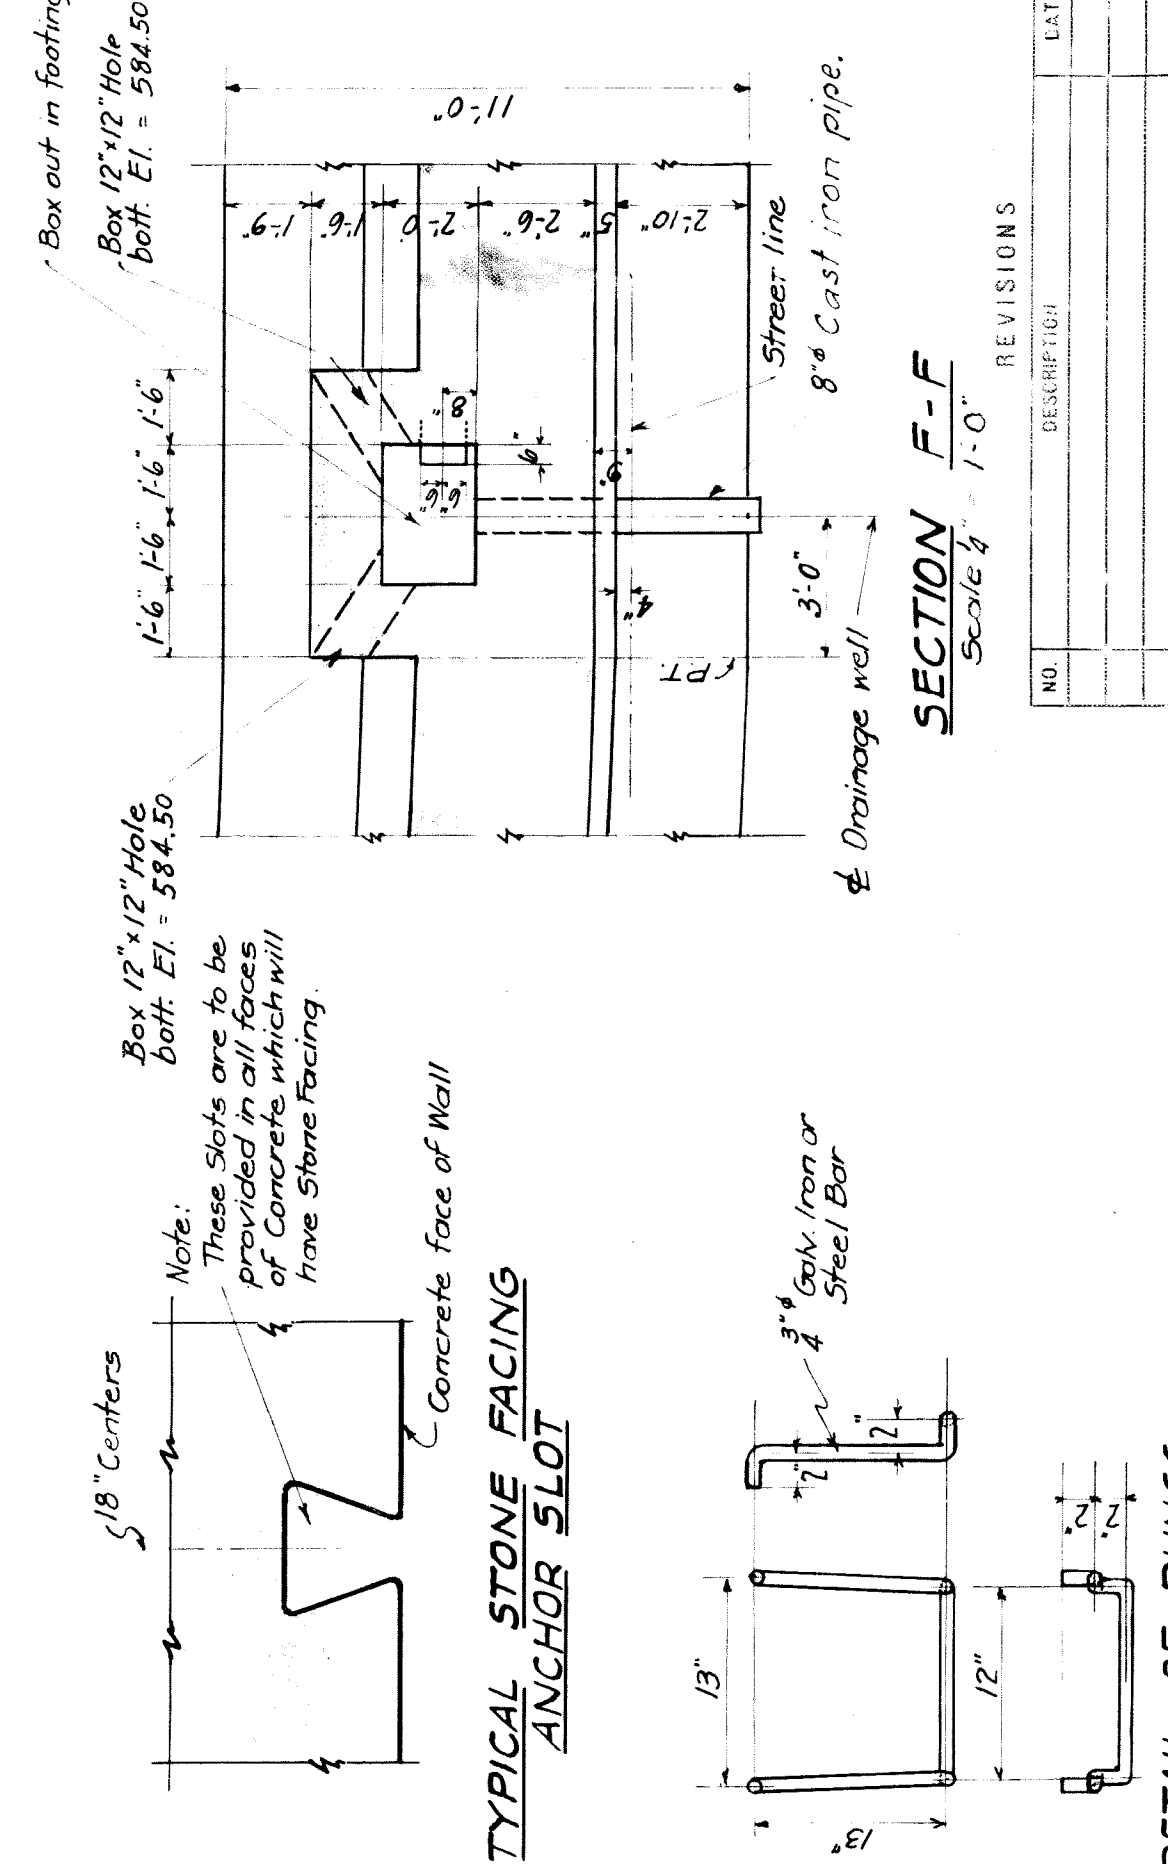 18" Centers
Note:
These Slots are to be
provided in all faces
of Concrete which will
have Stone Facing.
Concrete face of Wall
TYPICAL STONE FACING
ANCHOR SLOT
13"
13"
12"
2"
2"
2"
2"
3/4"ø Galv. Iron or
Steel Bar
Box 12"x12" Hole
bott. El. = 584.50
Box out in footing
Box 12"x12" Hole
bott. El. = 584.50
1'-6" 1'-6" 1'-6" 1'-6"
1'-9"
1'-6"
2'-0"
2'-6"
5"
2'-10"
11'-0"
8"
6"
6"
6"
9"
4"
3'-0"
P.T.
Street line
8"ø Cast iron pipe.
℄ Drainage well
SECTION F-F
Scale 1/4" = 1'-0"
REVISIONS
NO. DESCRIPTION